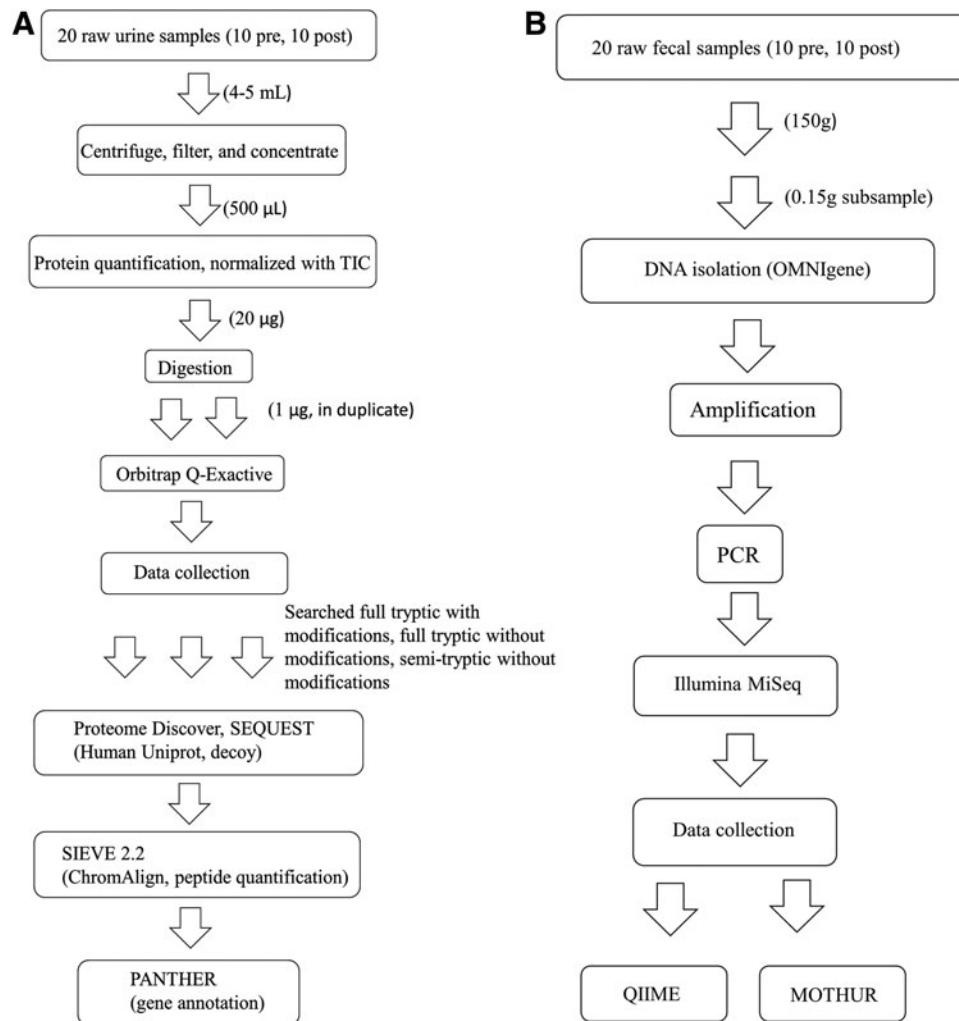 A
20 raw urine samples (10 pre, 10 post)
(4-5 mL)
Centrifuge, filter, and concentrate
(500 µL)
Protein quantification, normalized with TIC
(20 µg)
Digestion
(1 µg, in duplicate)
Orbitrap Q-Exactive
Data collection
Searched full tryptic with
modifications, full tryptic without
modifications, semi-tryptic without
modifications
Proteome Discover, SEQUEST
(Human Uniprot, decoy)
SIEVE 2.2
(ChromAlign, peptide quantification)
PANTHER
(gene annotation)
B
20 raw fecal samples (10 pre, 10 post)
(150g)
(0.15g subsample)
DNA isolation (OMNIgene)
Amplification
PCR
Illumina MiSeq
Data collection
QIIME
MOTHUR